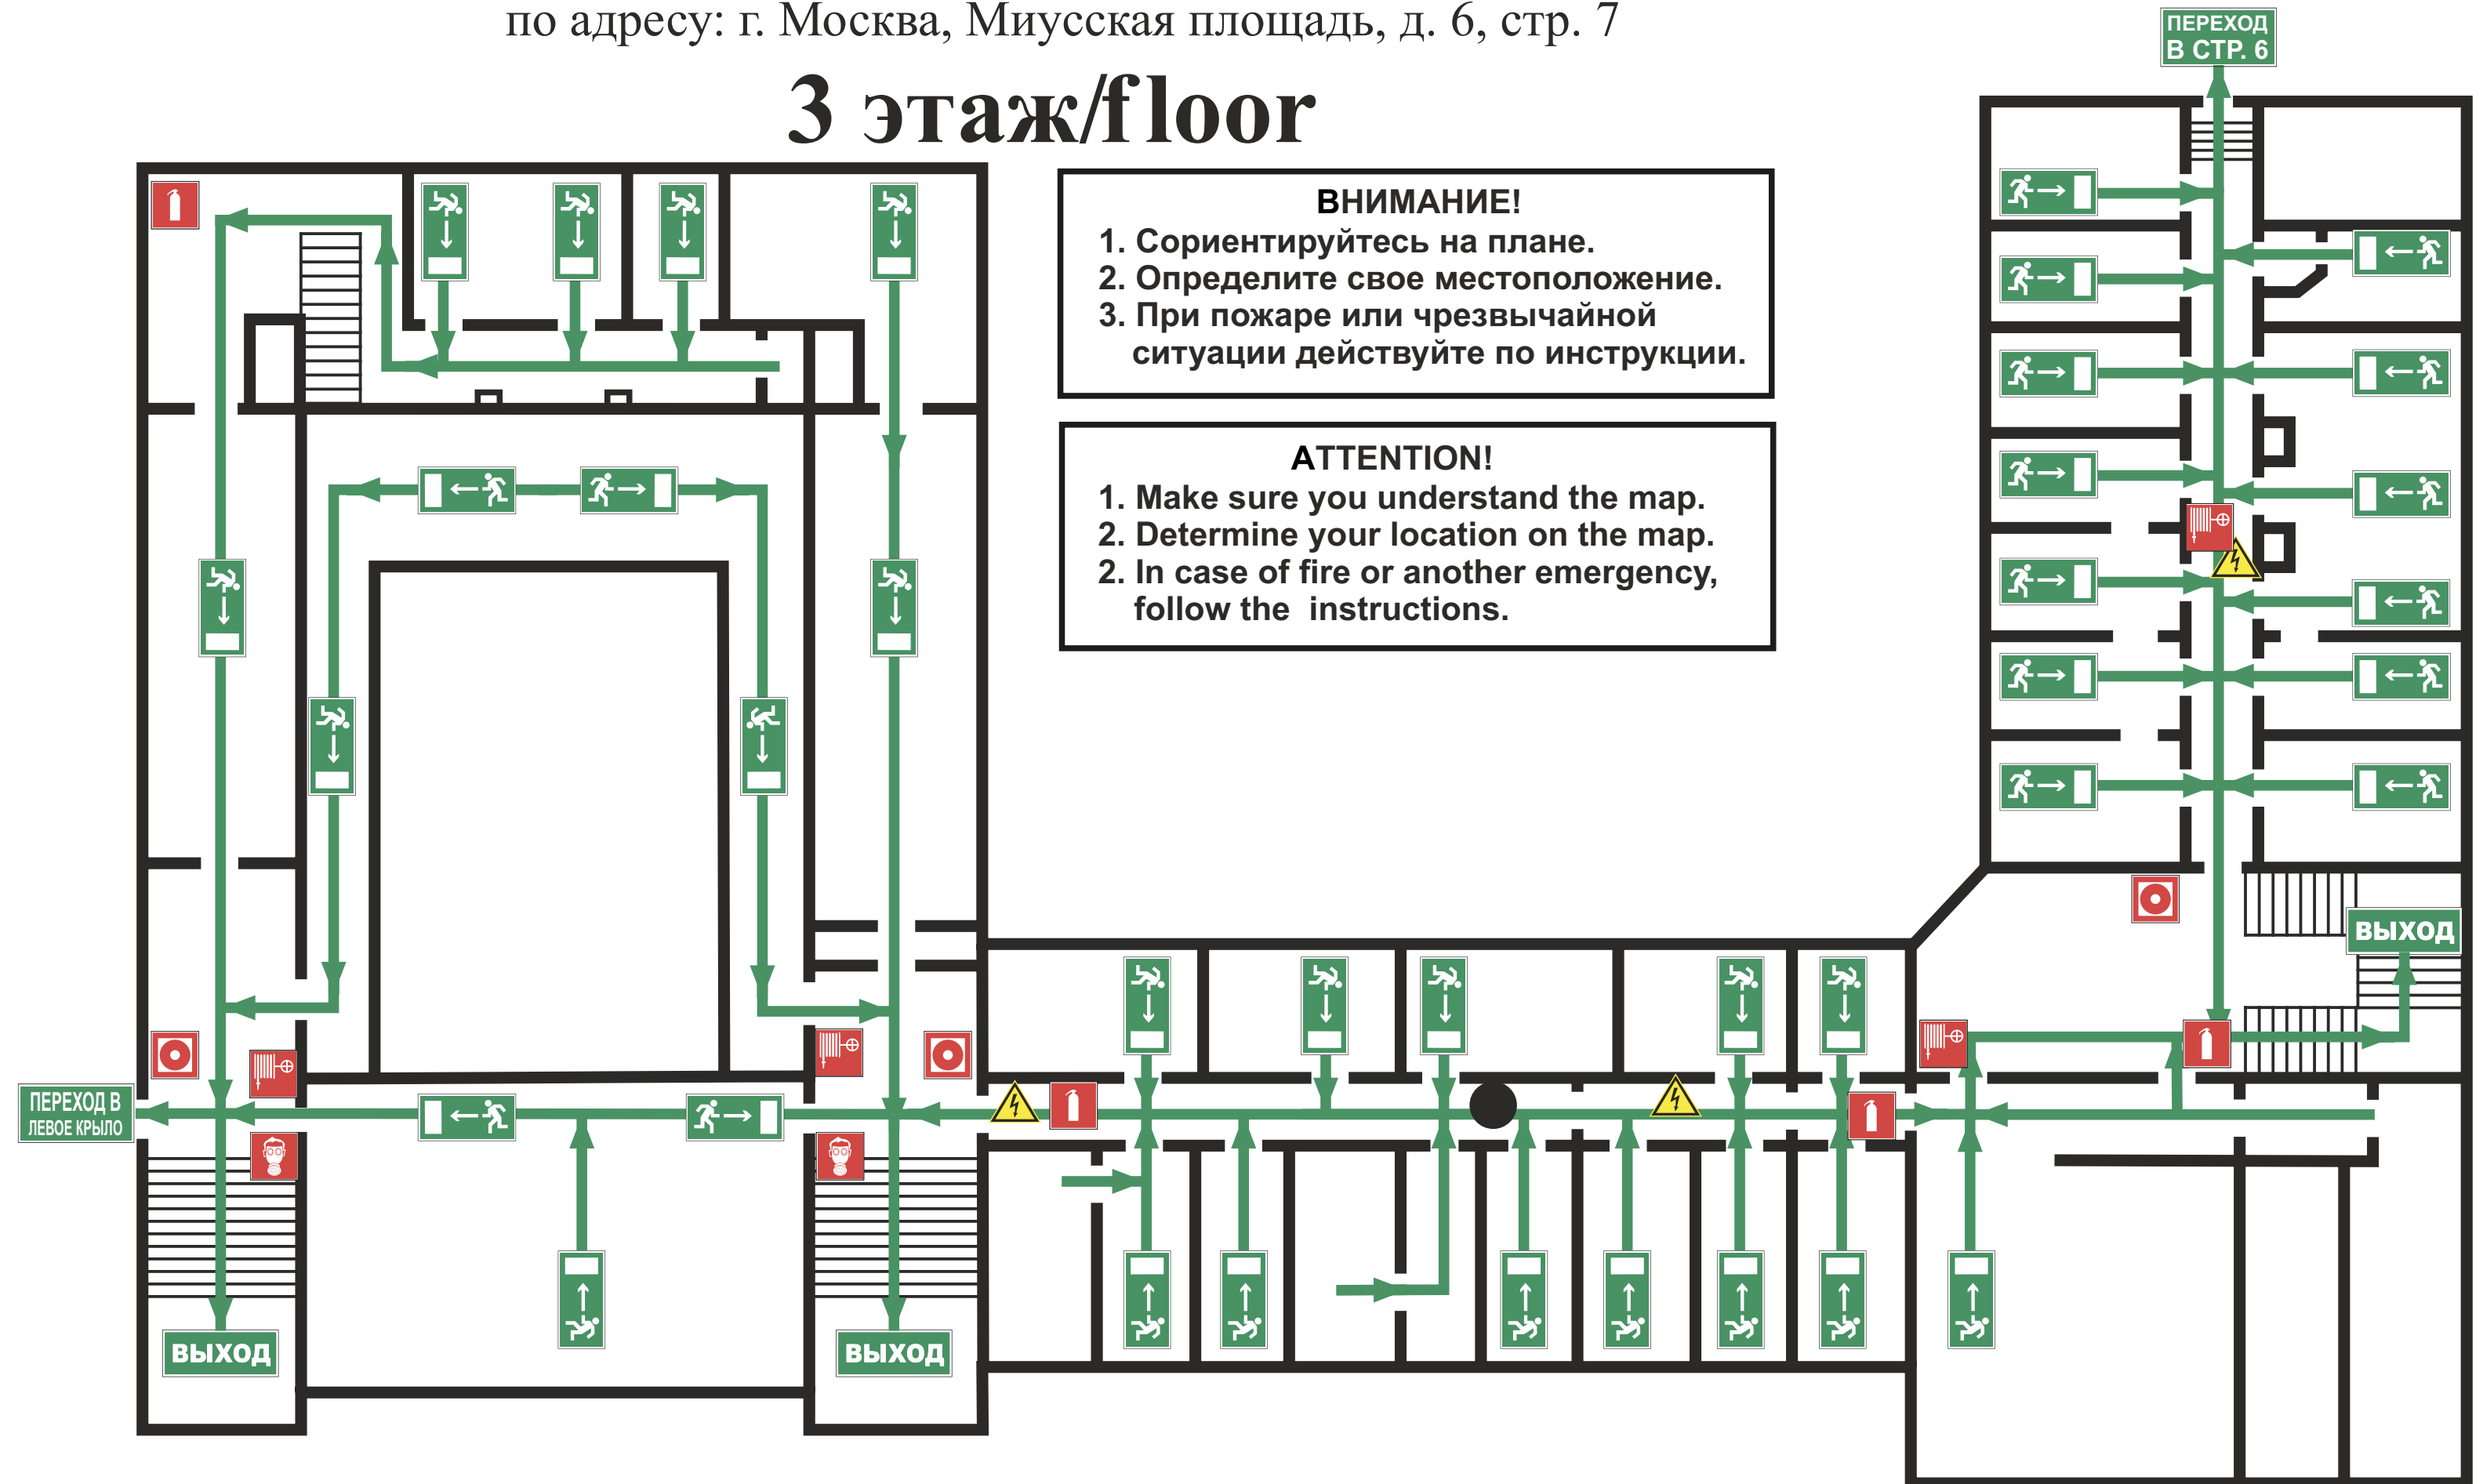 по адресу: г. Москва, Миусская площадь, д. 6, стр. 7
3 этаж/floor
ПЕРЕХОД
В СТР. 6
ВНИМАНИЕ!
1. Сориентируйтесь на плане.
2. Определите свое местоположение.
3. При пожаре или чрезвычайной
ситуации действуйте по инструкции.
ATTENTION!
1. Make sure you understand the map.
2. Determine your location on the map.
2. In case of fire or another emergency,
follow the instructions.
ВЫХОД
ПЕРЕХОД В
ЛЕВОЕ КРЫЛО
ВЫХОД
ВЫХОД